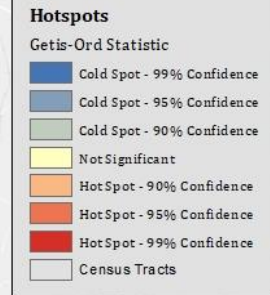 Hotspots
Getis-Ord Statistic
Cold Spot - 99% Confidence
Cold Spot - 95% Confidence
Cold Spot - 90% Confidence
Not Significant
Hot Spot - 90% Confidence
Hot Spot - 95% Confidence
Hot Spot - 99% Confidence
Census Tracts